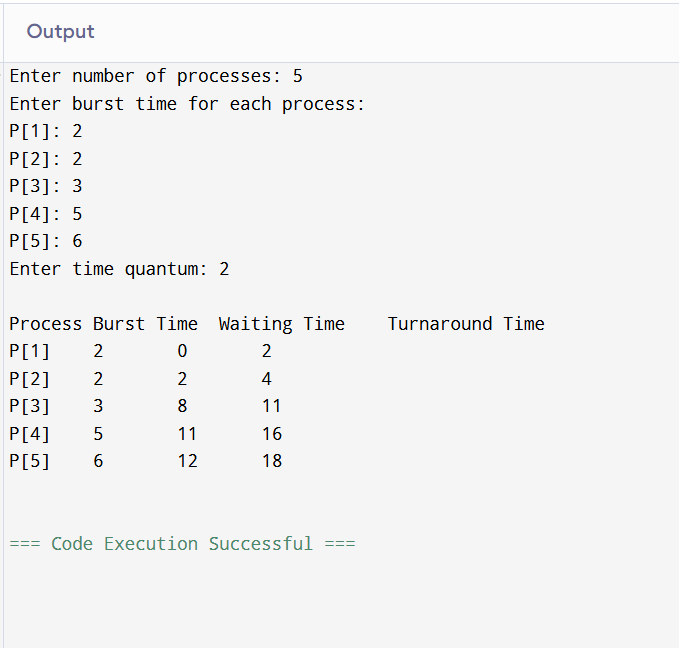 Output
Enter number of processes: 5
Enter burst time for each process:
P[1]: 2
P[2]: 2
P[3]: 3
P[4]: 5
P[5]: 6
Enter time quantum: 2

Process Burst Time  Waiting Time    Turnaround Time
P[1]    2       0       2
P[2]    2       2       4
P[3]    3       8       11
P[4]    5       11      16
P[5]    6       12      18

=== Code Execution Successful ===